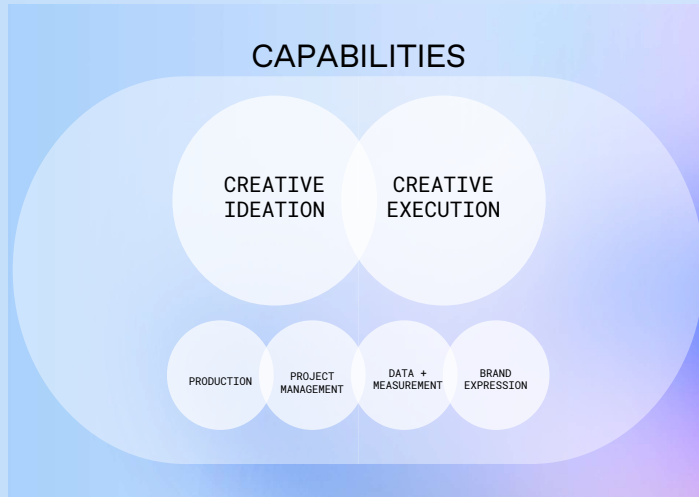 CAPABILITIES
CREATIVE
IDEATION
CREATIVE
EXECUTION
PRODUCTION
PROJECT
MANAGEMENT
DATA +
MEASUREMENT
BRAND
EXPRESSION